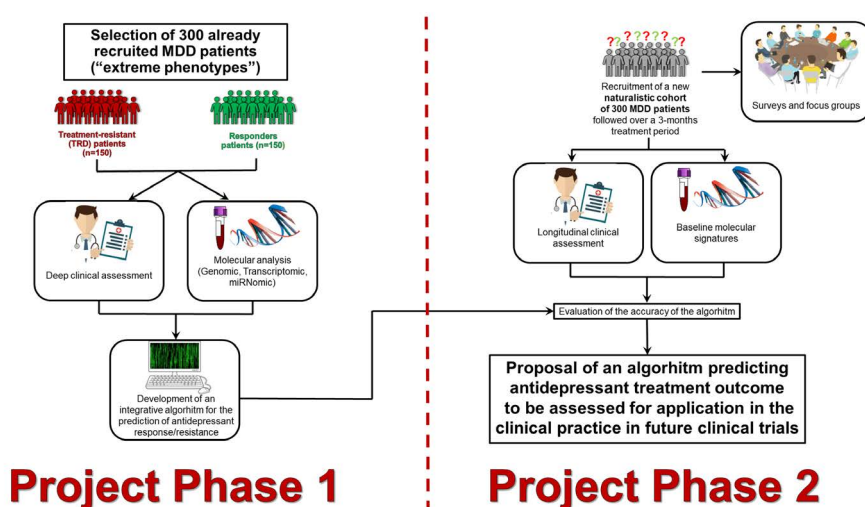 Selection of 300 already
recruited MDD patients
(“extreme phenotypes”)
Treatment-resistant
(TRD) patients
(n=150)
Responders
patients (n=150)
Deep clinical assessment
Molecular analysis
(Genomic, Transcriptomic,
miRNomic)
Development of an
integrative algorhitm for the
prediction of antidepressant
response/resistance
Project Phase 1
?????????
Recruitment of a new
naturalistic cohort
of 300 MDD patients
followed over a 3-months
treatment period
Surveys and focus groups
Longitudinal clinical
assessment
Baseline molecular
signatures
Evaluation of the accuracy of the algorhitm
Proposal of an algorhitm predicting
antidepressant treatment outcome
to be assessed for application in the
clinical practice in future clinical trials
Project Phase 2